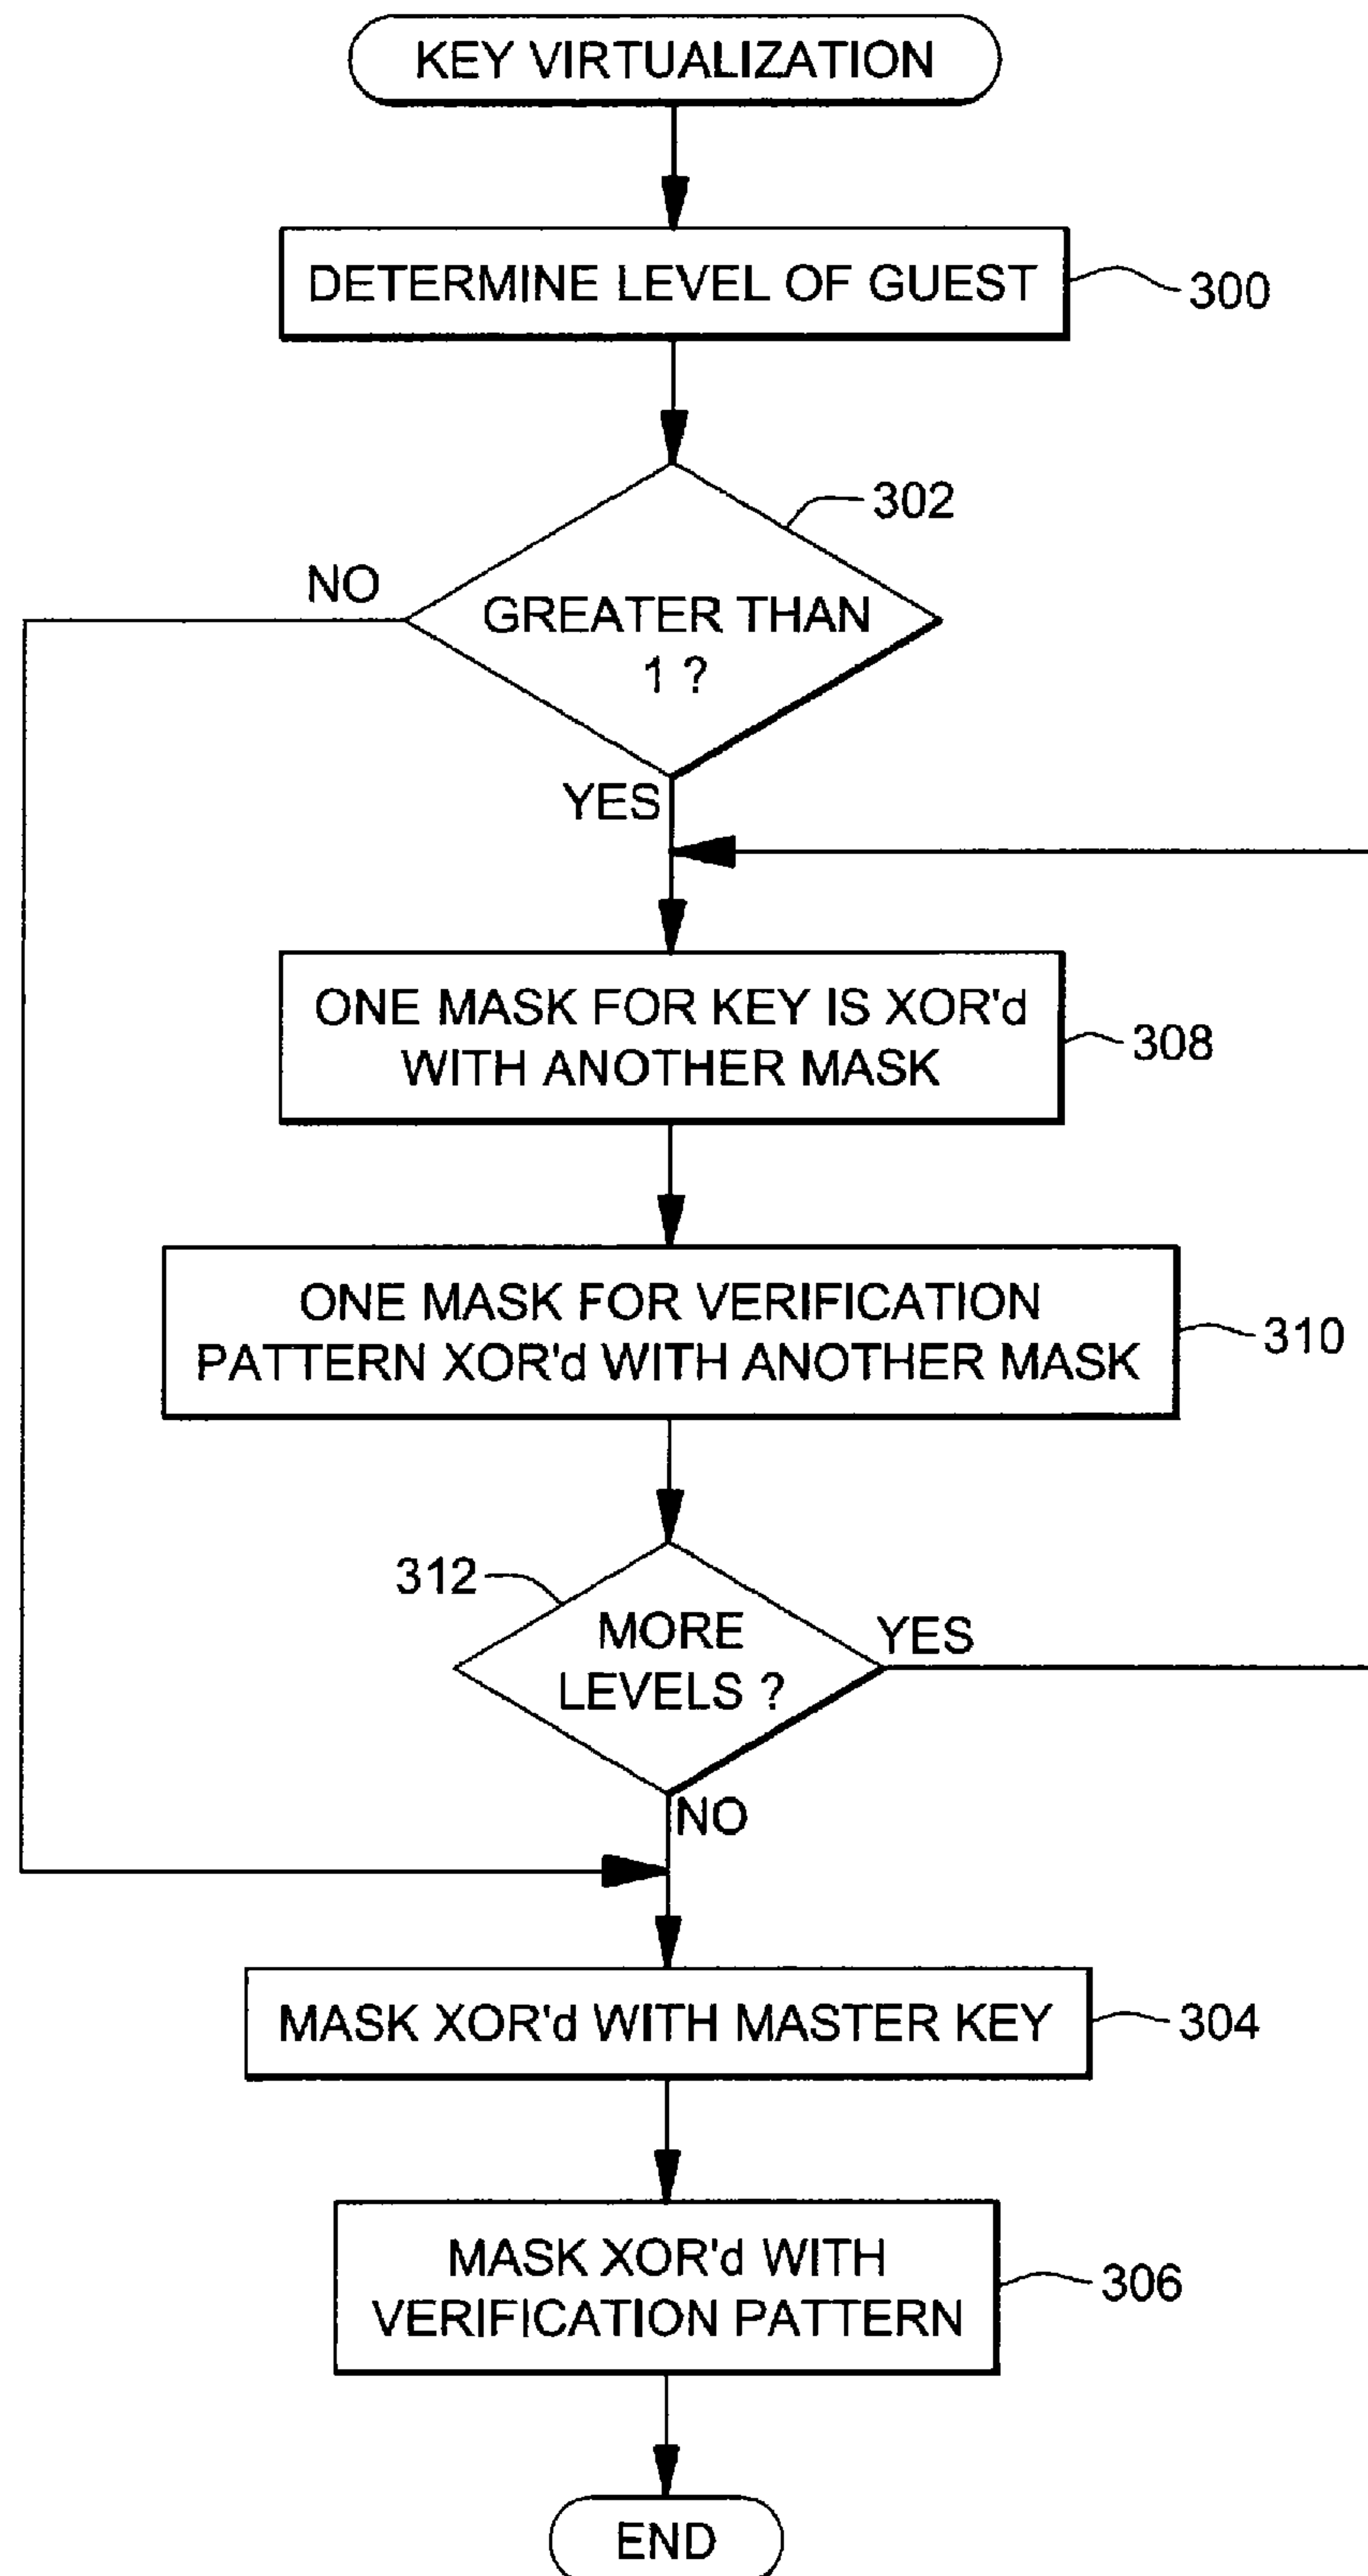 KEY VIRTUALIZATION
DETERMINE LEVEL OF GUEST
300
302
NO
GREATER THAN
1 ?
YES
ONE MASK FOR KEY IS XOR'd
WITH ANOTHER MASK
308
ONE MASK FOR VERIFICATION
PATTERN XOR'd WITH ANOTHER MASK
310
312
MORE
LEVELS ?
YES
NO
MASK XOR'd WITH MASTER KEY
304
MASK XOR'd WITH
VERIFICATION PATTERN
306
END